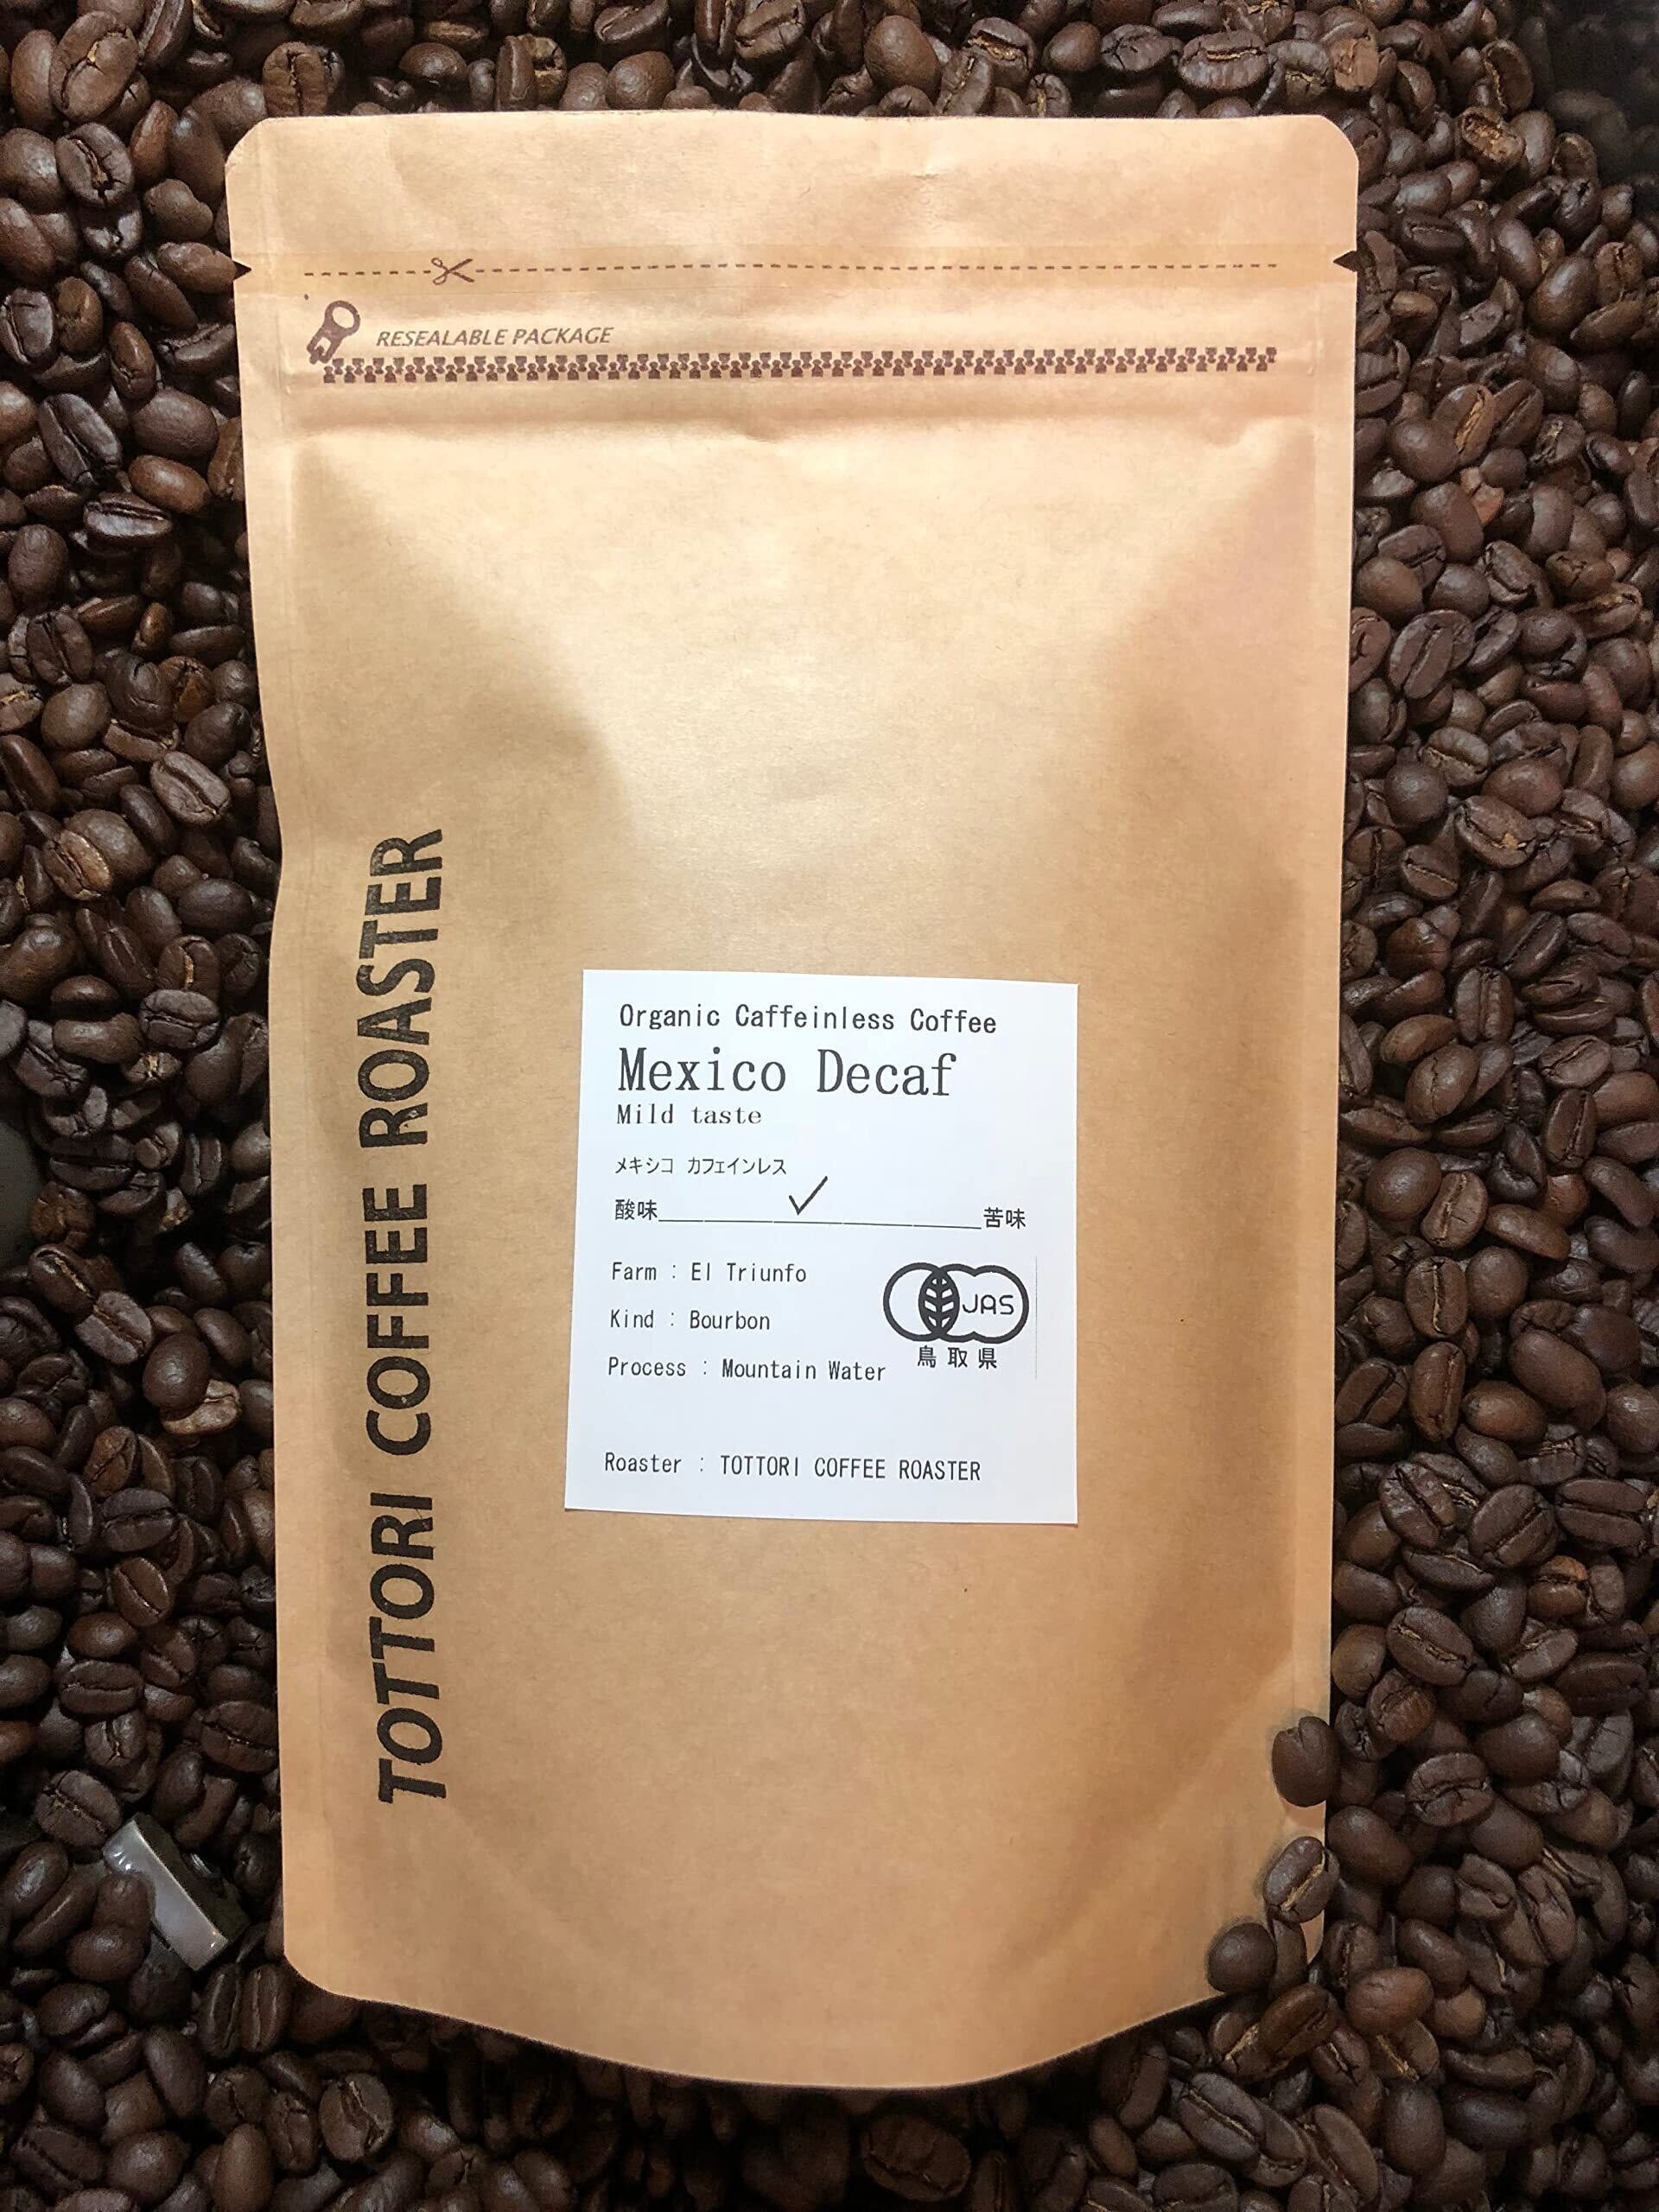 RESEALABLE PACKAGE
TOTTORI COFFEE ROASTER
Organic Caffeinless Coffee
Mexico Decaf
Mild taste
メキシコ カフェインレス
酸味 ✓ 苦味
Farm : El Triunfo
Kind : Bourbon
Process : Mountain Water
JAS
鳥取県
Roaster : TOTTORI COFFEE ROASTER